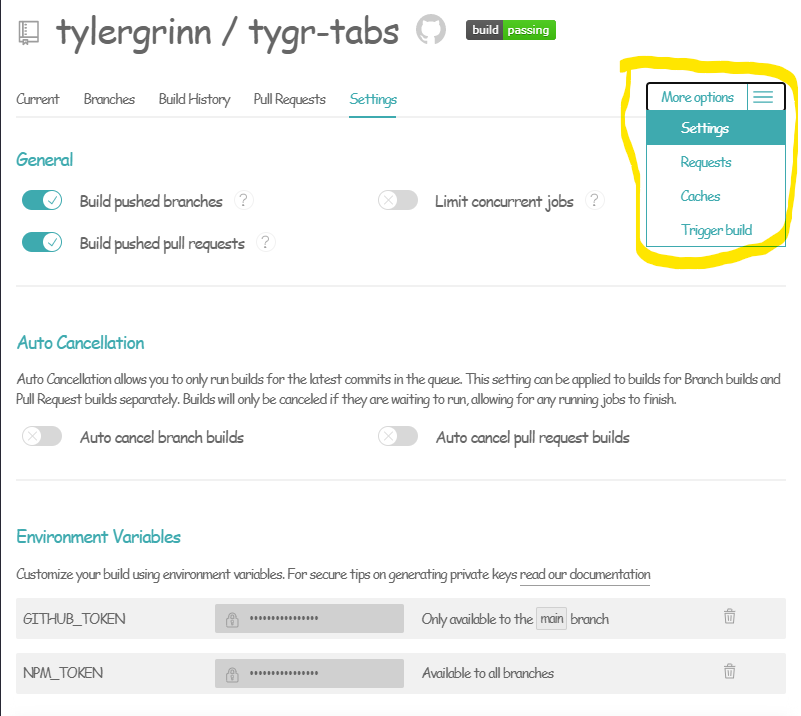 tylergrinn / tygr-tabs build passing
Current Branches Build History Pull Requests Settings
More options
Settings
Requests
Caches
Trigger build
General
Build pushed branches ? Limit concurrent jobs ?
Build pushed pull requests ?
Auto Cancellation
Auto Cancellation allows you to only run builds for the latest commits in the queue. This setting can be applied to builds for Branch builds and
Pull Request builds separately. Builds will only be canceled if they are waiting to run, allowing for any running jobs to finish.
Auto cancel branch builds Auto cancel pull request builds
Environment Variables
Customize your build using environment variables. For secure tips on generating private keys read our documentation
GITHUB_TOKEN •••••••••••••••• Only available to the main branch
NPM_TOKEN •••••••••••••••• Available to all branches